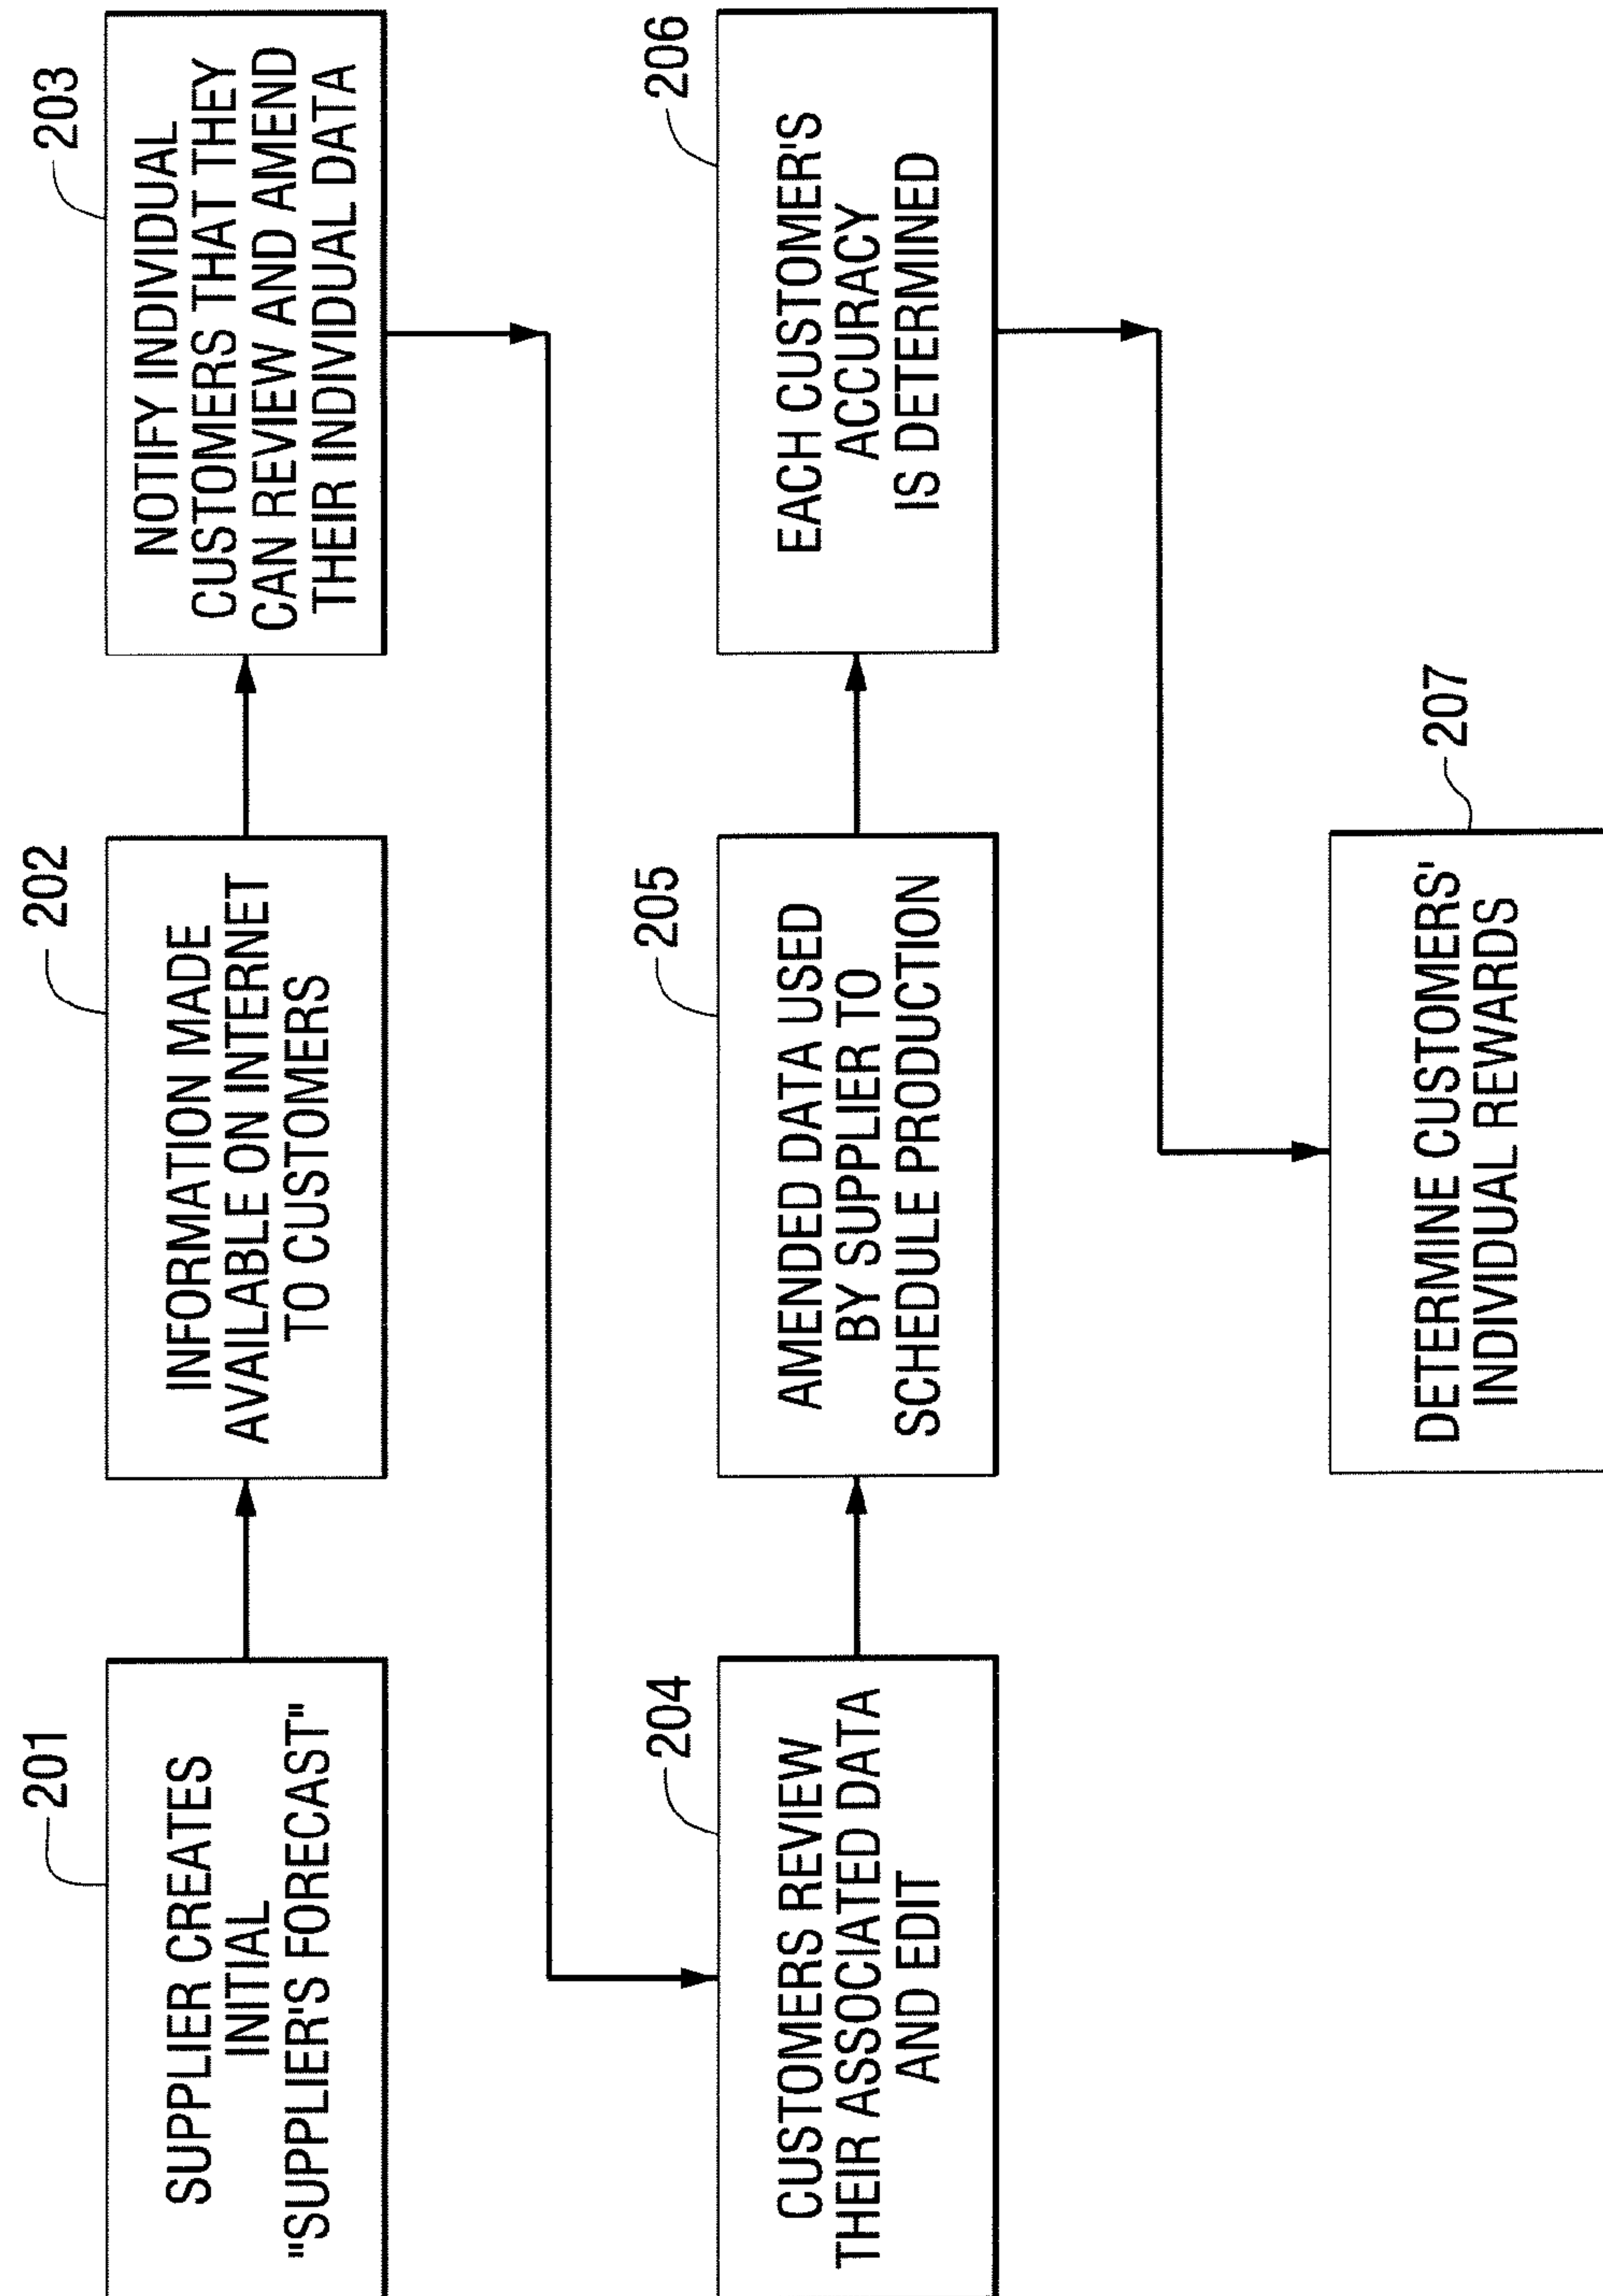 201
SUPPLIER CREATES
INITIAL
"SUPPLIER'S FORECAST"
202
INFORMATION MADE
AVAILABLE ON INTERNET
TO CUSTOMERS
203
NOTIFY INDIVIDUAL
CUSTOMERS THAT THEY
CAN REVIEW AND AMEND
THEIR INDIVIDUAL DATA
204
CUSTOMERS REVIEW
THEIR ASSOCIATED DATA
AND EDIT
205
AMENDED DATA USED
BY SUPPLIER TO
SCHEDULE PRODUCTION
206
EACH CUSTOMER'S
ACCURACY
IS DETERMINED
207
DETERMINE CUSTOMERS'
INDIVIDUAL REWARDS